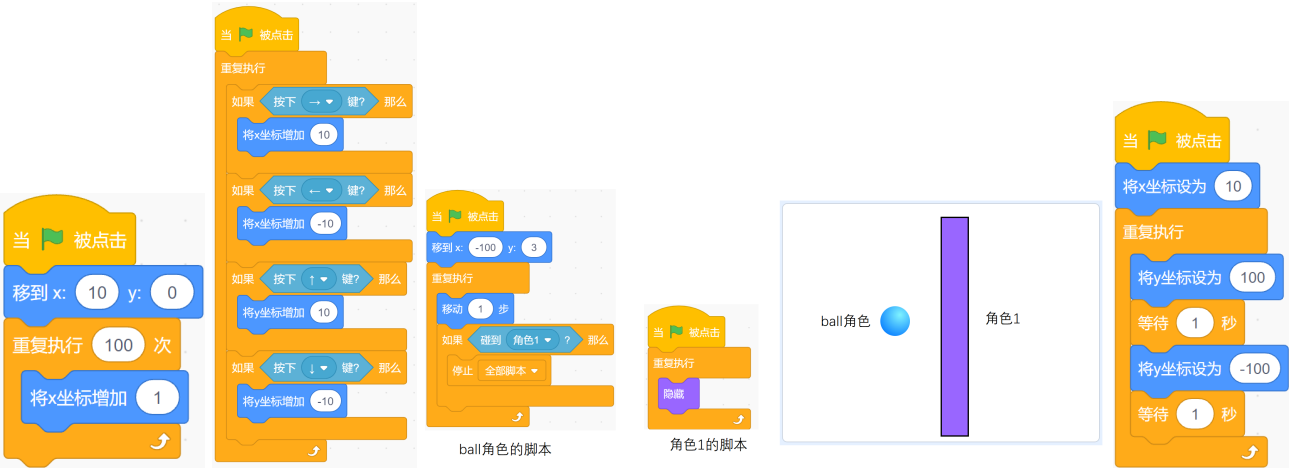 当 被点击
移到 x: 10 y: 0
重复执行 100 次
将x坐标增加 1
当 被点击
重复执行
如果 按下 → 键? 那么
将x坐标增加 10
如果 按下 ← 键? 那么
将x坐标增加 -10
如果 按下 ↑ 键? 那么
将y坐标增加 10
如果 按下 ↓ 键? 那么
将y坐标增加 -10
当 被点击
移到 x: -100 y: 3
重复执行
移动 1 步
如果 碰到 角色1 ? 那么
停止 全部脚本
ball角色的脚本
当 被点击
重复执行
隐藏
角色1的脚本
ball角色
角色1
当 被点击
将x坐标设为 10
重复执行
将y坐标设为 100
等待 1 秒
将y坐标设为 -100
等待 1 秒